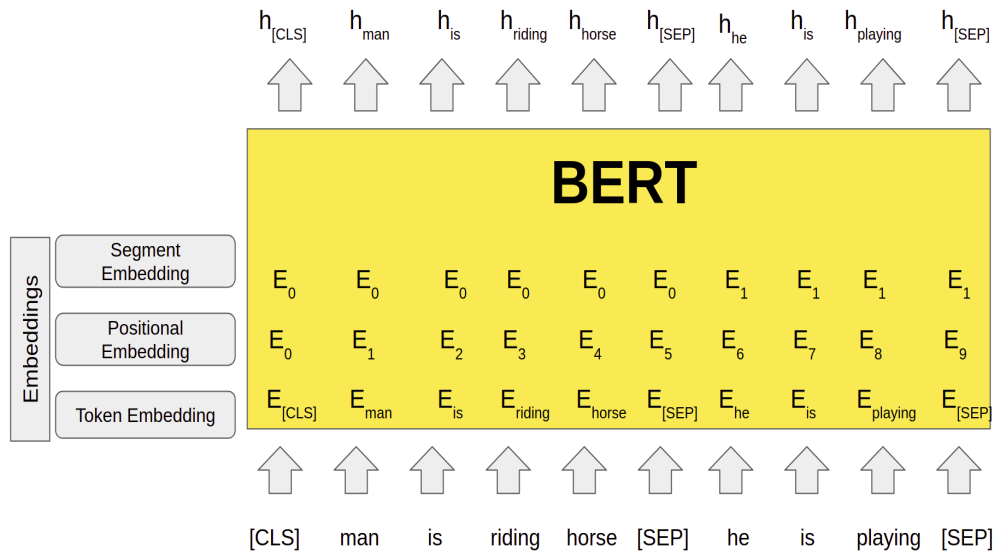 h[CLS] hman his hriding hhorse h[SEP] hhe his hplaying h[SEP]
BERT
Embeddings
Segment
Embedding
E0 E0 E0 E0 E0 E0 E1 E1 E1 E1
Positional
Embedding
E0 E1 E2 E3 E4 E5 E6 E7 E8 E9
Token Embedding
E[CLS] Eman Eis Eriding Ehorse E[SEP] Ehe Eis Eplaying E[SEP]
[CLS] man is riding horse [SEP] he is playing [SEP]